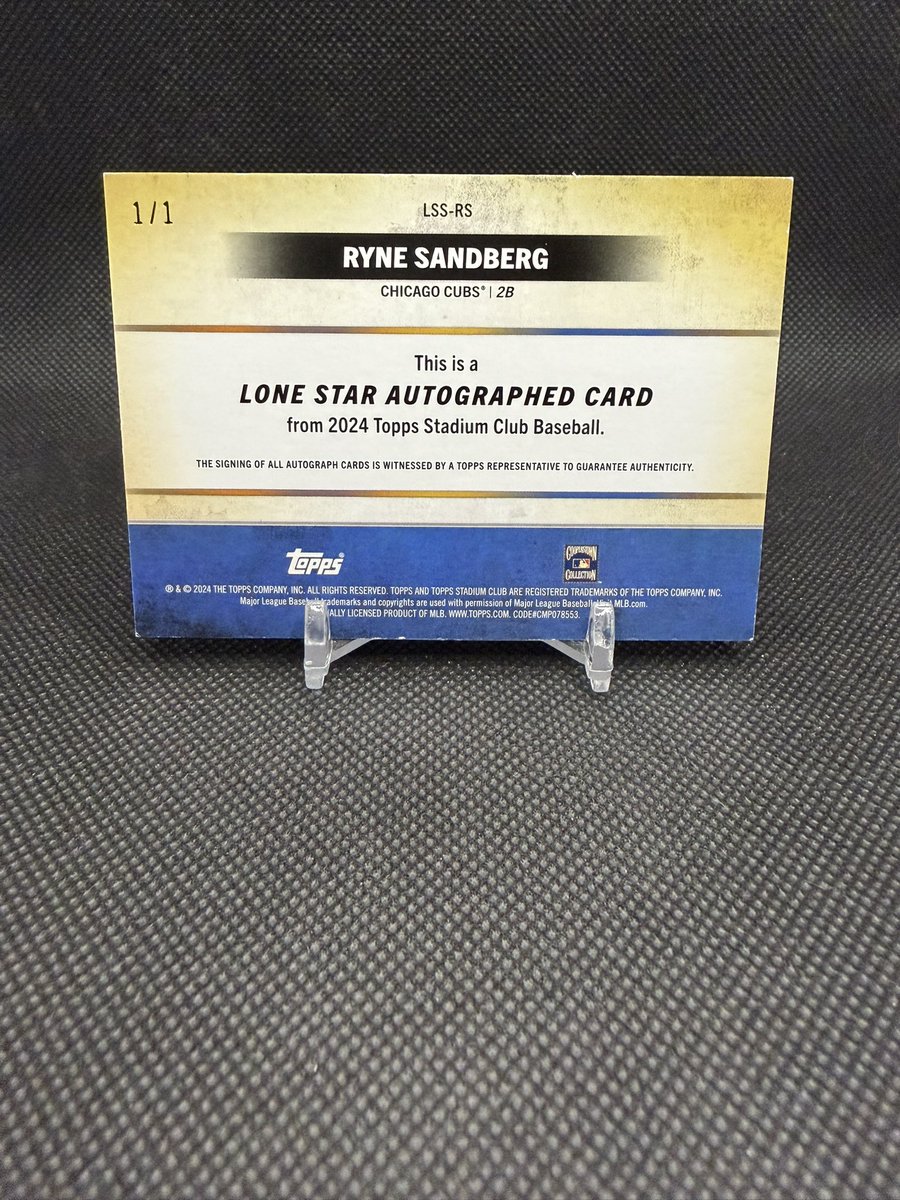 1/1
LSS-RS
RYNE SANDBERG
CHICAGO CUBS® | 2B
This is a
LONE STAR AUTOGRAPHED CARD
from 2024 Topps Stadium Club Baseball.
THE SIGNING OF ALL AUTOGRAPH CARDS IS WITNESSED BY A TOPPS REPRESENTATIVE TO GUARANTEE AUTHENTICITY.
topps®
COOPERSTOWN
COLLECTION
® & © 2024 THE TOPPS COMPANY, INC. ALL RIGHTS RESERVED. TOPPS AND TOPPS STADIUM CLUB ARE REGISTERED TRADEMARKS OF THE TOPPS COMPANY, INC.
Major League Baseball trademarks and copyrights are used with permission of Major League Baseball. MLB.com.
LICENSED PRODUCT OF MLB. WWW.TOPPS.COM. CODE#CMP078553.